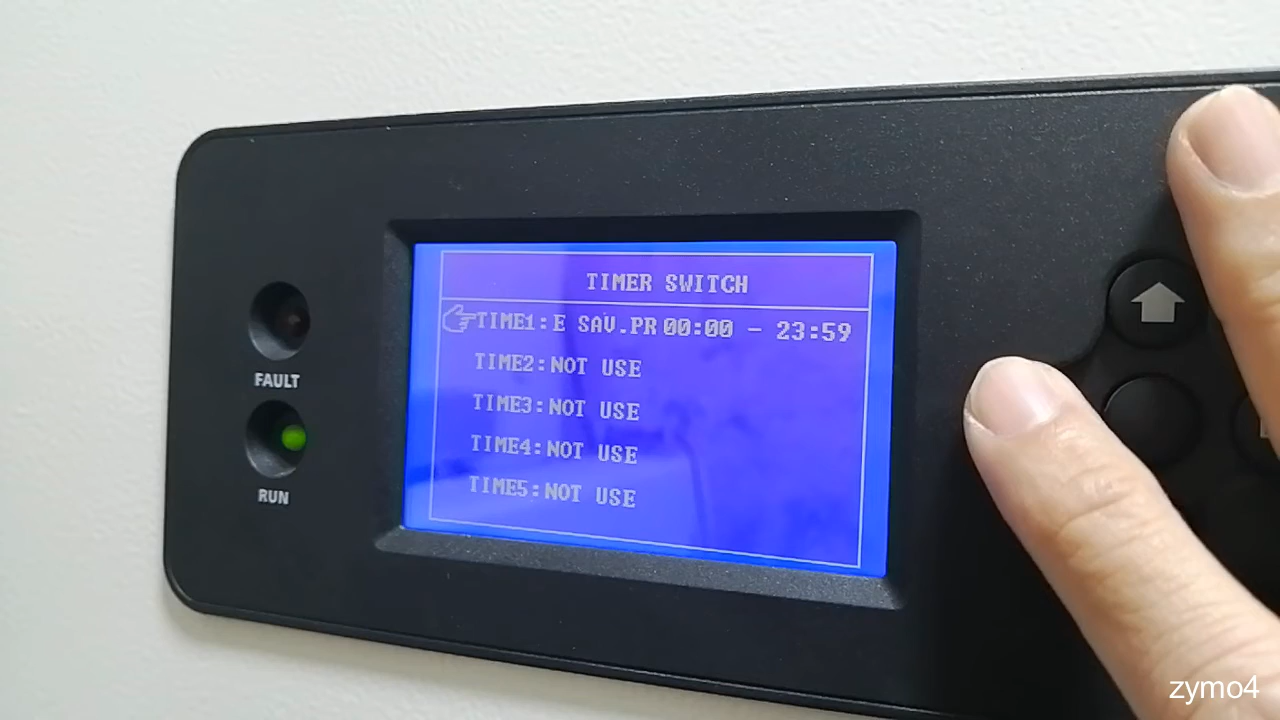 TIMER SWITCH
TIME1:E SAV.PR 00:00 - 23:59
TIME2:NOT USE
TIME3:NOT USE
TIME4:NOT USE
TIME5:NOT USE
FAULT
RUN
zymo4